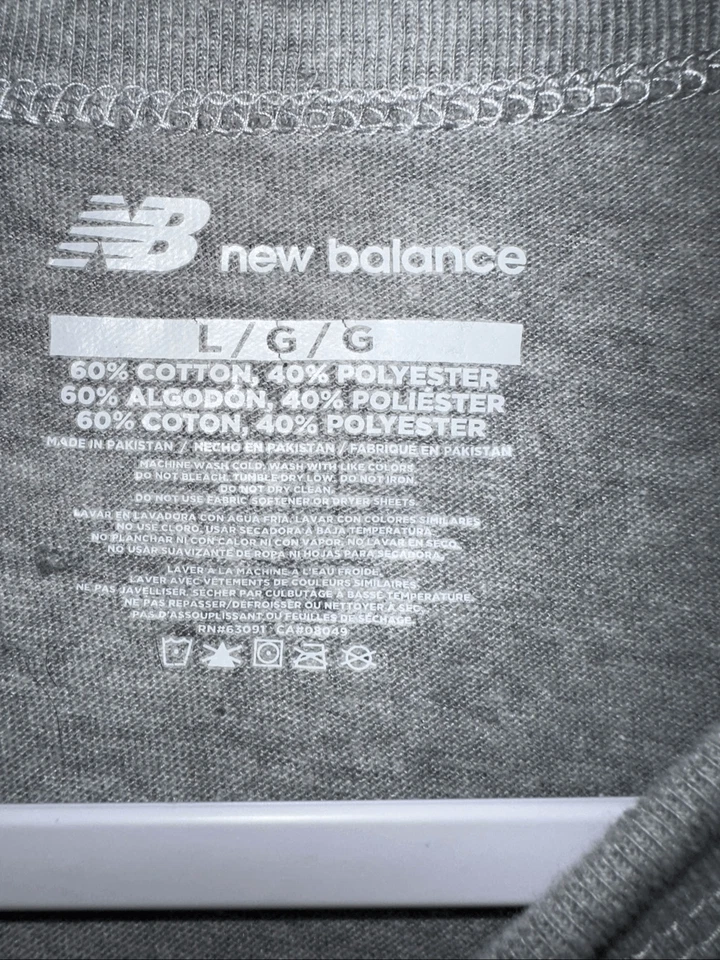 NB new balance
L / G / G
60% COTTON, 40% POLYESTER
60% ALGODÓN, 40% POLIÉSTER
60% COTON, 40% POLYESTER
MADE IN PAKISTAN / HECHO EN PAKISTAN / FABRIQUÉ EN PAKISTAN
MACHINE WASH COLD, WASH WITH LIKE COLORS,
DO NOT BLEACH, TUMBLE DRY LOW, DO NOT IRON,
DO NOT DRY CLEAN.
DO NOT USE FABRIC SOFTENER OR DRYER SHEETS.
LAVAR EN LAVADORA CON AGUA FRÍA, LAVAR CON COLORES SIMILARES,
NO USE CLORO, USAR SECADORA A BAJA TEMPERATURA,
NO PLANCHAR NI CON CALOR NI CON VAPOR, NO LAVAR EN SECO,
NO USAR SUAVIZANTE DE ROPA NI HOJAS PARA SECADORA.
LAVER À LA MACHINE À L'EAU FROIDE,
LAVER AVEC VÊTEMENTS DE COULEURS SIMILAIRES,
NE PAS JAVELLISER, SÉCHER PAR CULBUTAGE À BASSE TEMPÉRATURE,
NE PAS REPASSER/DEFROISSER OU NETTOYER À SEC,
PAS D'ASSOUPLISSANT OU FEUILLES DE SÉCHAGE.
RN#63091 CA#08049